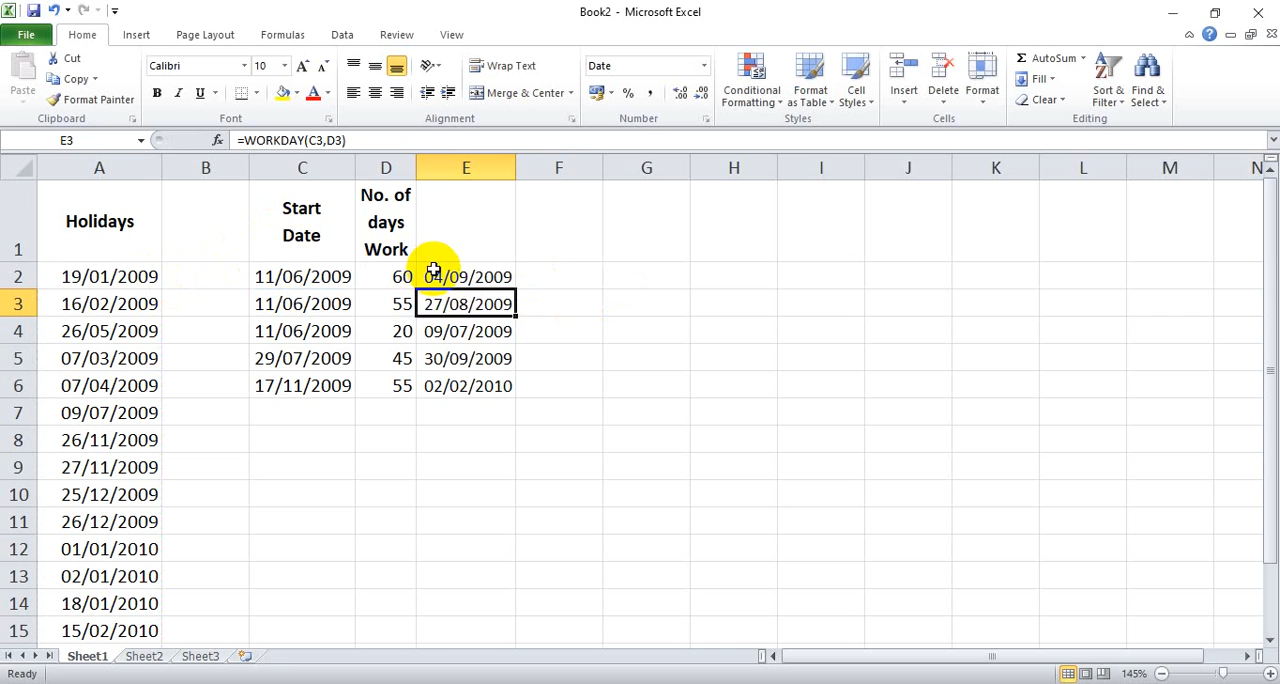 Book2 - Microsoft Excel
File Home Insert Page Layout Formulas Data Review View
Cut
Copy
Format Painter
Paste
Clipboard
Calibri 10 A A
B I U A
Font
Wrap Text
Merge & Center
Alignment
Date
% ,
Number
Conditional Formatting
Format as Table
Cell Styles
Styles
Insert
Delete
Format
Cells
Σ AutoSum
Fill
Clear
Sort & Filter
Find & Select
Editing
E3 fx =WORKDAY(C3,D3)
A B C D E F G H I J K L M N
1 Holidays Start Date No. of days Work
2 19/01/2009 11/06/2009 60 04/09/2009
3 16/02/2009 11/06/2009 55 27/08/2009
4 26/05/2009 11/06/2009 20 09/07/2009
5 07/03/2009 29/07/2009 45 30/09/2009
6 07/04/2009 17/11/2009 55 02/02/2010
7 09/07/2009
8 26/11/2009
9 27/11/2009
10 25/12/2009
11 26/12/2009
12 01/01/2010
13 02/01/2010
14 18/01/2010
15 15/02/2010
Sheet1 Sheet2 Sheet3
Ready 145%